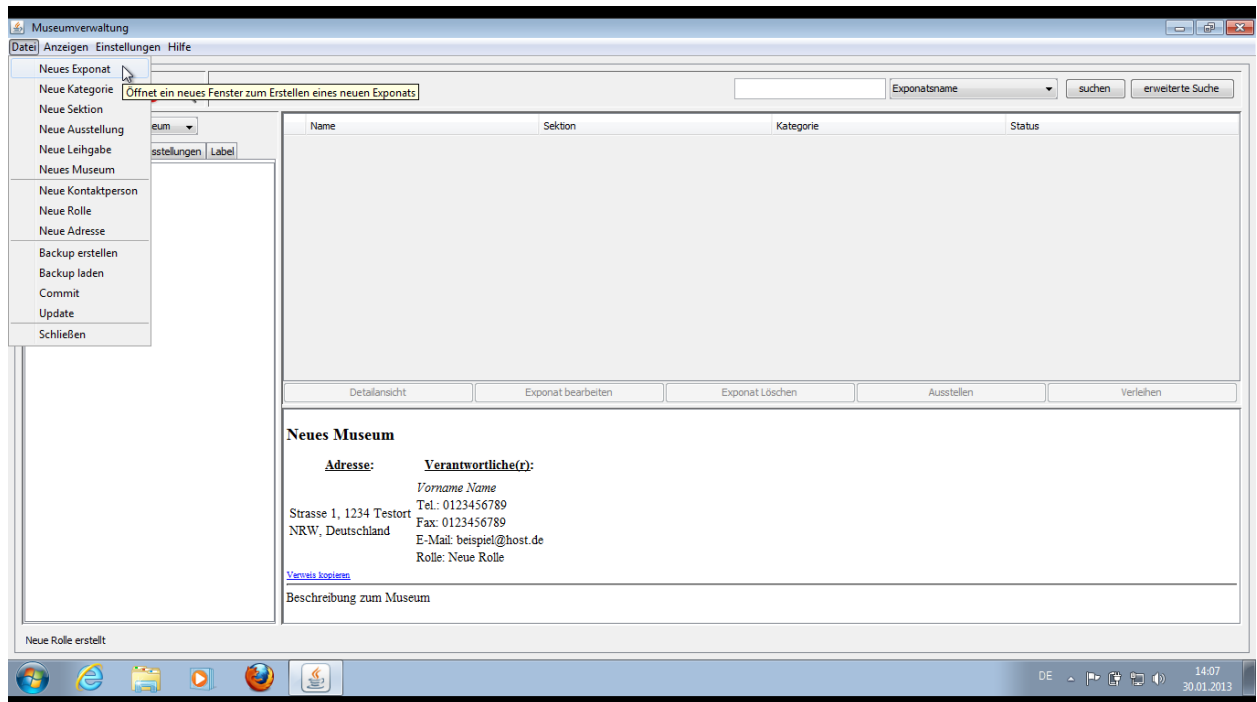 Museumverwaltung
Datei Anzeigen Einstellungen Hilfe
Neues Exponat
Neue Kategorie
Öffnet ein neues Fenster zum Erstellen eines neuen Exponats
Neue Sektion
Neue Ausstellung
Neue Leihgabe
Neues Museum
Neue Kontaktperson
Neue Rolle
Neue Adresse
Backup erstellen
Backup laden
Commit
Update
Schließen
eum
sstellungen Label
Exponatsname suchen erweiterte Suche
Name Sektion Kategorie Status
Detailansicht Exponat bearbeiten Exponat Löschen Ausstellen Verleihen
Neues Museum
Adresse: Verantwortliche(r):
Vorname Name
Strasse 1, 1234 Testort
NRW, Deutschland
Tel.: 0123456789
Fax: 0123456789
E-Mail: beispiel@host.de
Rolle: Neue Rolle
Verweis kopieren
Beschreibung zum Museum
Neue Rolle erstellt
DE
14:07
30.01.2013